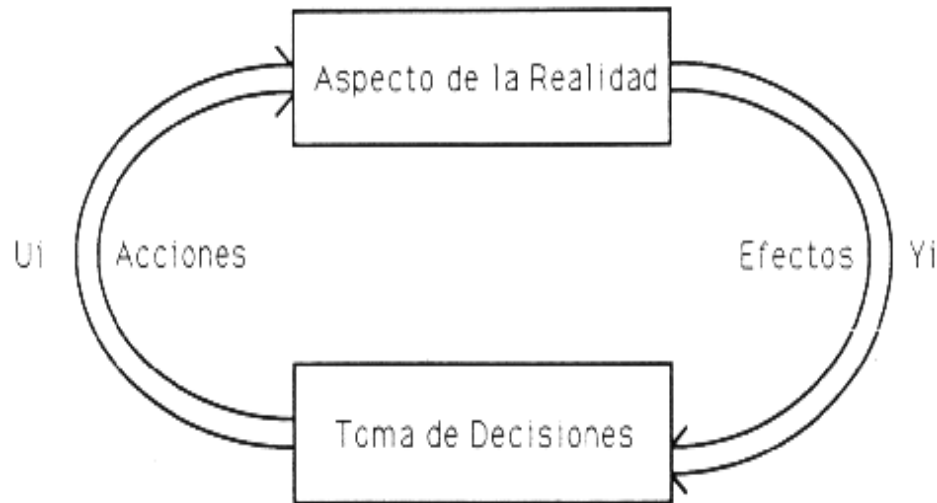 Aspecto de la Realidad
Ui
Acciones
Efectos
Yi
Toma de Decisiones